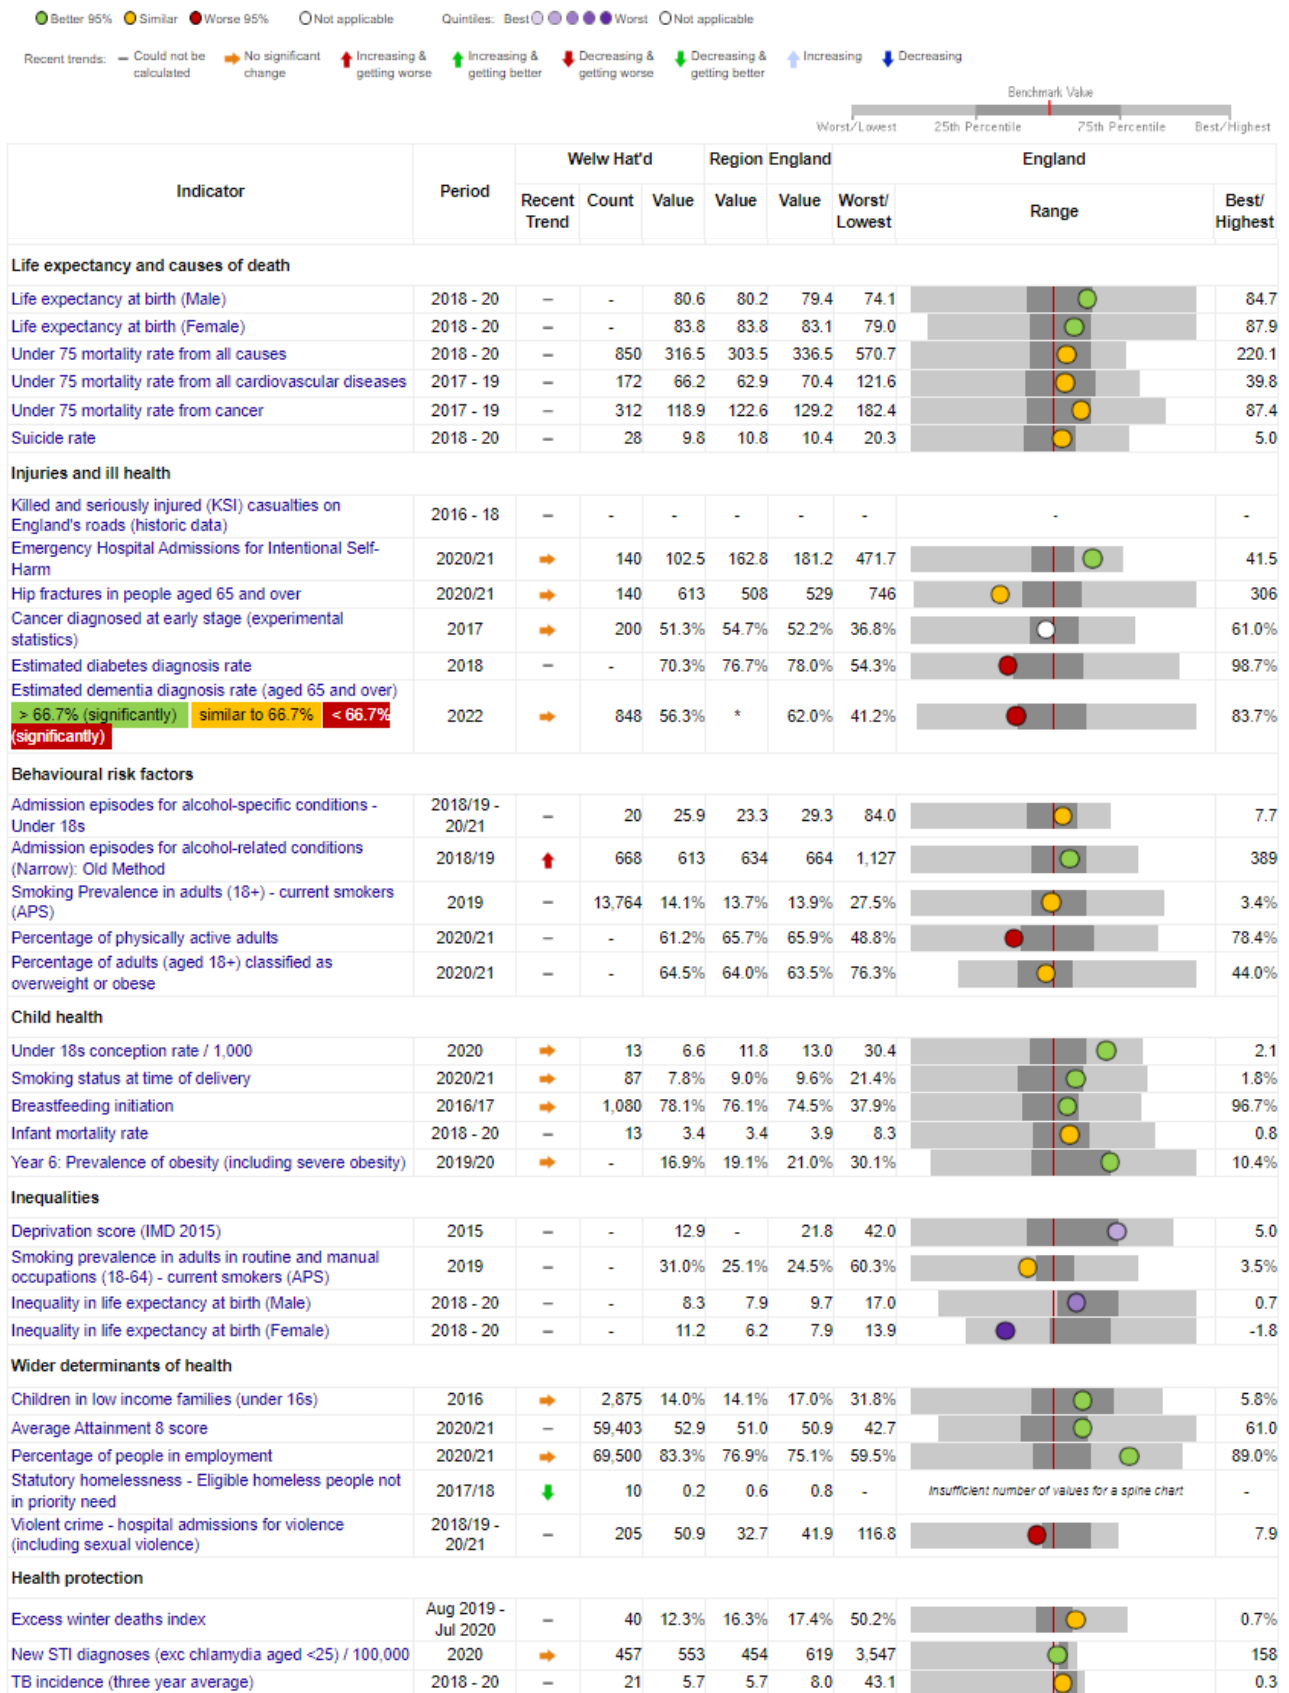 Better 95% Similar Worse 95% Not applicable Quintiles: Best Worst Not applicable
Recent trends: – Could not be calculated No significant change Increasing & getting worse Increasing & getting better Decreasing & getting worse Decreasing & getting better Increasing Decreasing
Benchmark Value
Worst/Lowest 25th Percentile 75th Percentile Best/Highest
Welw Hat'd Region England England
Indicator Period Recent Trend Count Value Value Value Worst/ Lowest Range Best/ Highest
Life expectancy and causes of death
Life expectancy at birth (Male) 2018 - 20 – - 80.6 80.2 79.4 74.1 84.7
Life expectancy at birth (Female) 2018 - 20 – - 83.8 83.8 83.1 79.0 87.9
Under 75 mortality rate from all causes 2018 - 20 – 850 316.5 303.5 336.5 570.7 220.1
Under 75 mortality rate from all cardiovascular diseases 2017 - 19 – 172 66.2 62.9 70.4 121.6 39.8
Under 75 mortality rate from cancer 2017 - 19 – 312 118.9 122.6 129.2 182.4 87.4
Suicide rate 2018 - 20 – 28 9.8 10.8 10.4 20.3 5.0
Injuries and ill health
Killed and seriously injured (KSI) casualties on
England's roads (historic data) 2016 - 18 – - - - - - - -
Emergency Hospital Admissions for Intentional Self-
Harm 2020/21 140 102.5 162.8 181.2 471.7 41.5
Hip fractures in people aged 65 and over 2020/21 140 613 508 529 746 306
Cancer diagnosed at early stage (experimental
statistics) 2017 200 51.3% 54.7% 52.2% 36.8% 61.0%
Estimated diabetes diagnosis rate 2018 – - 70.3% 76.7% 78.0% 54.3% 98.7%
Estimated dementia diagnosis rate (aged 65 and over)
> 66.7% (significantly) similar to 66.7% < 66.7%
(significantly) 2022 848 56.3% * 62.0% 41.2% 83.7%
Behavioural risk factors
Admission episodes for alcohol-specific conditions -
Under 18s 2018/19 - 20/21 – 20 25.9 23.3 29.3 84.0 7.7
Admission episodes for alcohol-related conditions
(Narrow): Old Method 2018/19 668 613 634 664 1,127 389
Smoking Prevalence in adults (18+) - current smokers
(APS) 2019 – 13,764 14.1% 13.7% 13.9% 27.5% 3.4%
Percentage of physically active adults 2020/21 – - 61.2% 65.7% 65.9% 48.8% 78.4%
Percentage of adults (aged 18+) classified as
overweight or obese 2020/21 – - 64.5% 64.0% 63.5% 76.3% 44.0%
Child health
Under 18s conception rate / 1,000 2020 13 6.6 11.8 13.0 30.4 2.1
Smoking status at time of delivery 2020/21 87 7.8% 9.0% 9.6% 21.4% 1.8%
Breastfeeding initiation 2016/17 1,080 78.1% 76.1% 74.5% 37.9% 96.7%
Infant mortality rate 2018 - 20 – 13 3.4 3.4 3.9 8.3 0.8
Year 6: Prevalence of obesity (including severe obesity) 2019/20 - 16.9% 19.1% 21.0% 30.1% 10.4%
Inequalities
Deprivation score (IMD 2015) 2015 – - 12.9 - 21.8 42.0 5.0
Smoking prevalence in adults in routine and manual
occupations (18-64) - current smokers (APS) 2019 – - 31.0% 25.1% 24.5% 60.3% 3.5%
Inequality in life expectancy at birth (Male) 2018 - 20 – - 8.3 7.9 9.7 17.0 0.7
Inequality in life expectancy at birth (Female) 2018 - 20 – - 11.2 6.2 7.9 13.9 -1.8
Wider determinants of health
Children in low income families (under 16s) 2016 2,875 14.0% 14.1% 17.0% 31.8% 5.8%
Average Attainment 8 score 2020/21 – 59,403 52.9 51.0 50.9 42.7 61.0
Percentage of people in employment 2020/21 69,500 83.3% 76.9% 75.1% 59.5% 89.0%
Statutory homelessness - Eligible homeless people not
in priority need 2017/18 10 0.2 0.6 0.8 - Insufficient number of values for a spine chart -
Violent crime - hospital admissions for violence
(including sexual violence) 2018/19 - 20/21 – 205 50.9 32.7 41.9 116.8 7.9
Health protection
Excess winter deaths index Aug 2019 - Jul 2020 – 40 12.3% 16.3% 17.4% 50.2% 0.7%
New STI diagnoses (exc chlamydia aged <25) / 100,000 2020 457 553 454 619 3,547 158
TB incidence (three year average) 2018 - 20 – 21 5.7 5.7 8.0 43.1 0.3